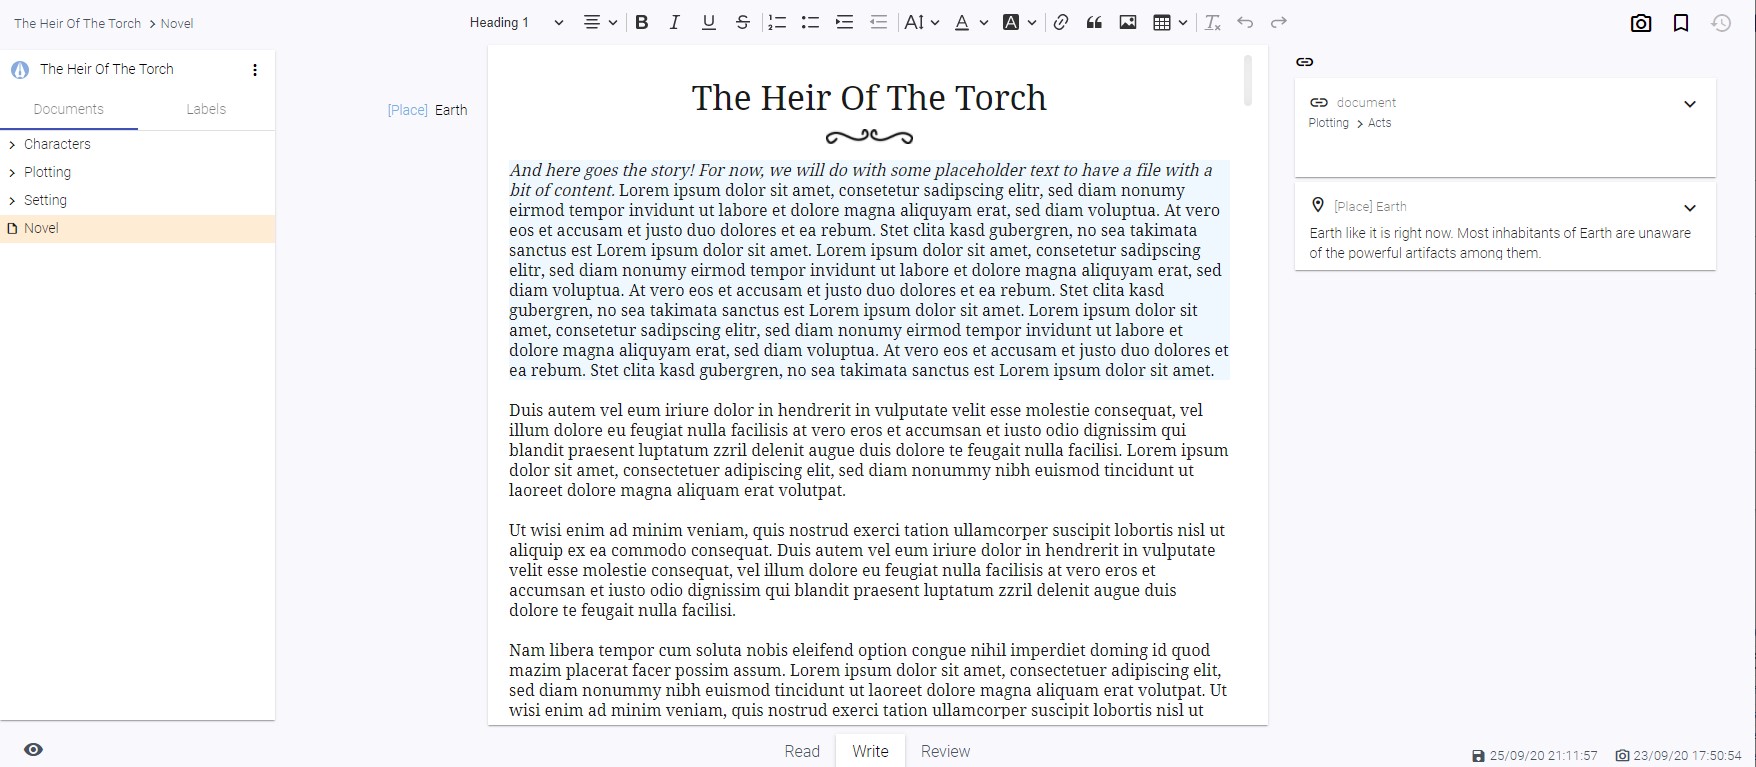 The Heir Of The Torch > Novel
Heading 1
The Heir Of The Torch
Documents Labels
Characters
Plotting
Setting
Novel
[Place] Earth
The Heir Of The Torch
And here goes the story! For now, we will do with some placeholder text to have a file with a
bit of content. Lorem ipsum dolor sit amet, consetetur sadipscing elitr, sed diam nonumy
eirmod tempor invidunt ut labore et dolore magna aliquyam erat, sed diam voluptua. At vero
eos et accusam et justo duo dolores et ea rebum. Stet clita kasd gubergren, no sea takimata
sanctus est Lorem ipsum dolor sit amet. Lorem ipsum dolor sit amet, consetetur sadipscing
elitr, sed diam nonumy eirmod tempor invidunt ut labore et dolore magna aliquyam erat, sed
diam voluptua. At vero eos et accusam et justo duo dolores et ea rebum. Stet clita kasd
gubergren, no sea takimata sanctus est Lorem ipsum dolor sit amet. Lorem ipsum dolor sit
amet, consetetur sadipscing elitr, sed diam nonumy eirmod tempor invidunt ut labore et
dolore magna aliquyam erat, sed diam voluptua. At vero eos et accusam et justo duo dolores et
ea rebum. Stet clita kasd gubergren, no sea takimata sanctus est Lorem ipsum dolor sit amet.
Duis autem vel eum iriure dolor in hendrerit in vulputate velit esse molestie consequat, vel
illum dolore eu feugiat nulla facilisis at vero eros et accumsan et iusto odio dignissim qui
blandit praesent luptatum zzril delenit augue duis dolore te feugait nulla facilisi. Lorem ipsum
dolor sit amet, consectetuer adipiscing elit, sed diam nonummy nibh euismod tincidunt ut
laoreet dolore magna aliquam erat volutpat.
Ut wisi enim ad minim veniam, quis nostrud exerci tation ullamcorper suscipit lobortis nisl ut
aliquip ex ea commodo consequat. Duis autem vel eum iriure dolor in hendrerit in vulputate
velit esse molestie consequat, vel illum dolore eu feugiat nulla facilisis at vero eros et
accumsan et iusto odio dignissim qui blandit praesent luptatum zzril delenit augue duis
dolore te feugait nulla facilisi.
Nam libera tempor cum soluta nobis eleifend option congue nihil imperdiet doming id quod
mazim placerat facer possim assum. Lorem ipsum dolor sit amet, consectetuer adipiscing elit,
sed diam nonummy nibh euismod tincidunt ut laoreet dolore magna aliquam erat volutpat. Ut
wisi enim ad minim veniam, quis nostrud exerci tation ullamcorper suscipit lobortis nisl ut
document
Plotting > Acts
[Place] Earth
Earth like it is right now. Most inhabitants of Earth are unaware
of the powerful artifacts among them.
Read Write Review
25/09/20 21:11:57 23/09/20 17:50:54